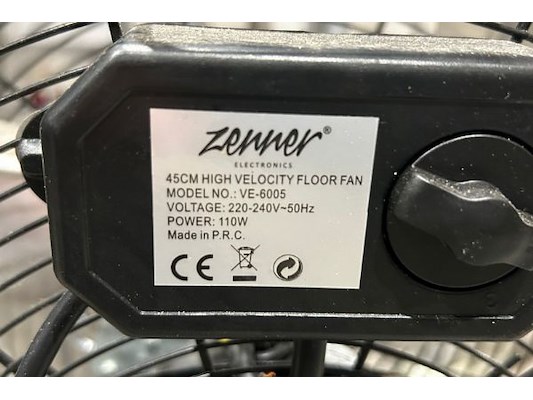 zenner®
ELECTRONICS
45CM HIGH VELOCITY FLOOR FAN
MODEL NO.: VE-6005
VOLTAGE: 220-240V~50Hz
POWER: 110W
Made in P.R.C.
CE